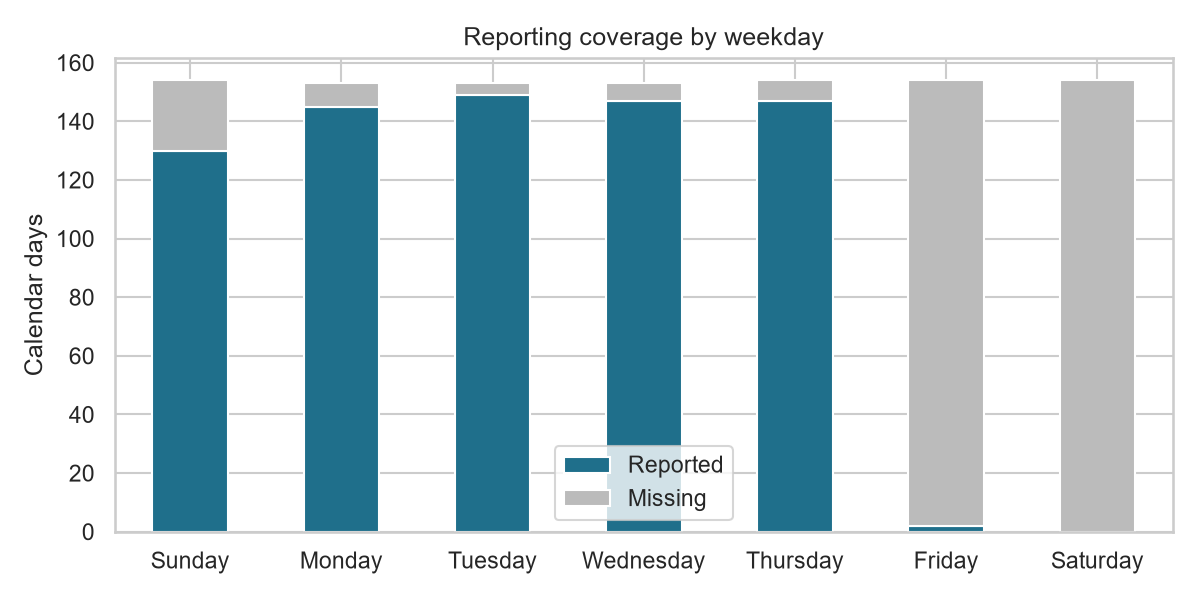 Reporting coverage by weekday
Calendar days
160
140
120
100
80
60
40
20
0
Reported
Missing
Sunday Monday Tuesday Wednesday Thursday Friday Saturday